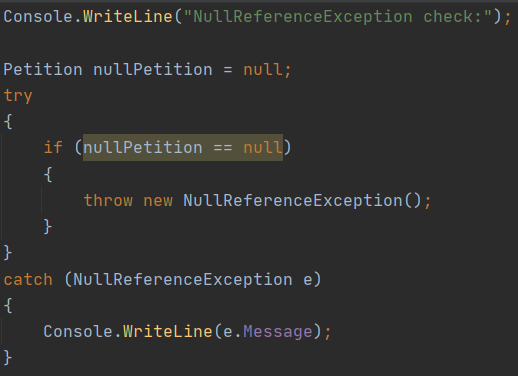 Console.WriteLine("NullReferenceException check:");
Petition nullPetition = null;
try
{
    if (nullPetition == null)
    {
        throw new NullReferenceException();
    }
}
catch (NullReferenceException e)
{
    Console.WriteLine(e.Message);
}